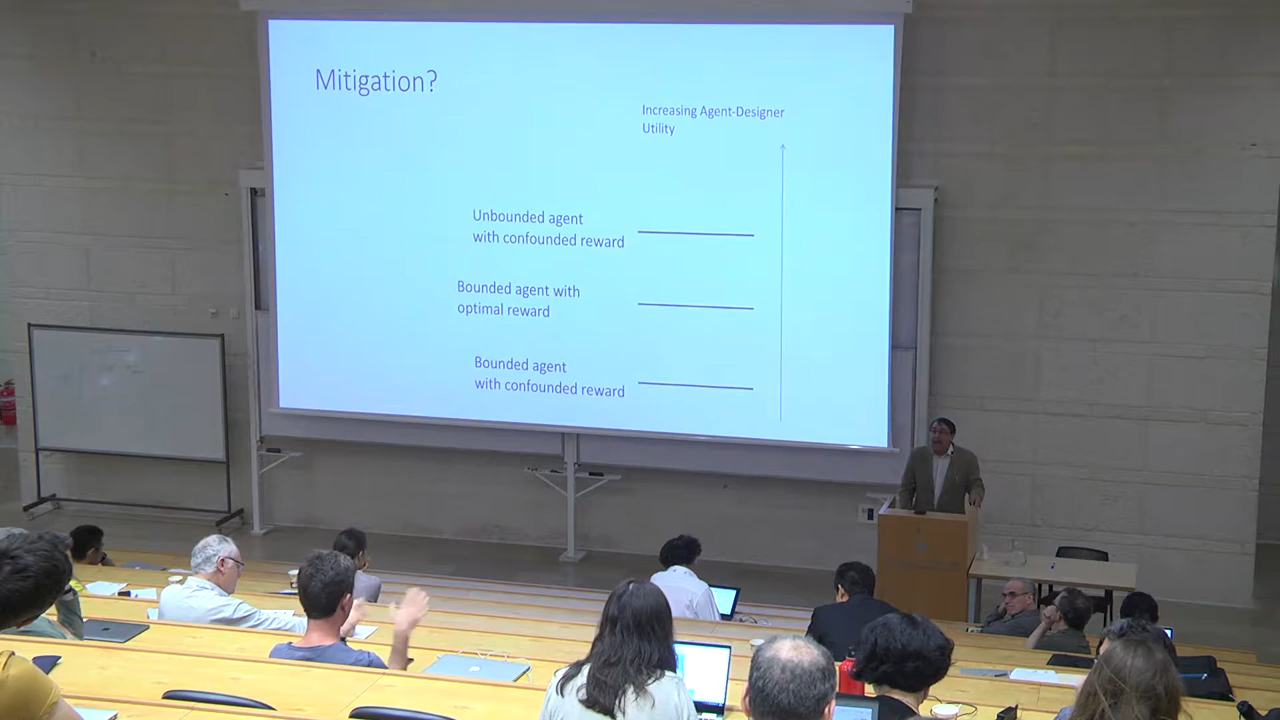 Mitigation?
Increasing Agent-Designer
Utility
Unbounded agent
with confounded reward
Bounded agent with
optimal reward
Bounded agent
with confounded reward